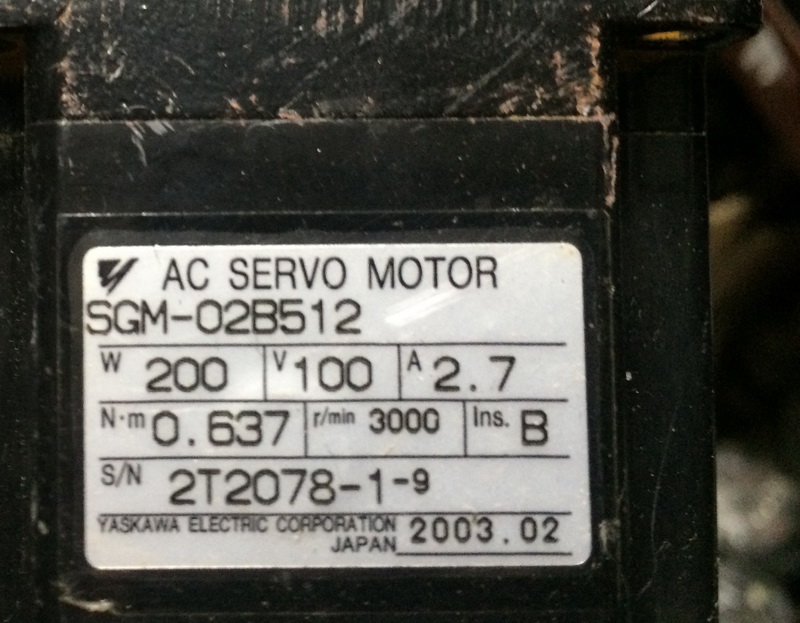 AC SERVO MOTOR
SGM-02B512
W 200 V 100 A 2.7
N·m 0.637 r/min 3000 Ins. B
S/N 2T2078-1-9
YASKAWA ELECTRIC CORPORATION
JAPAN 2003.02